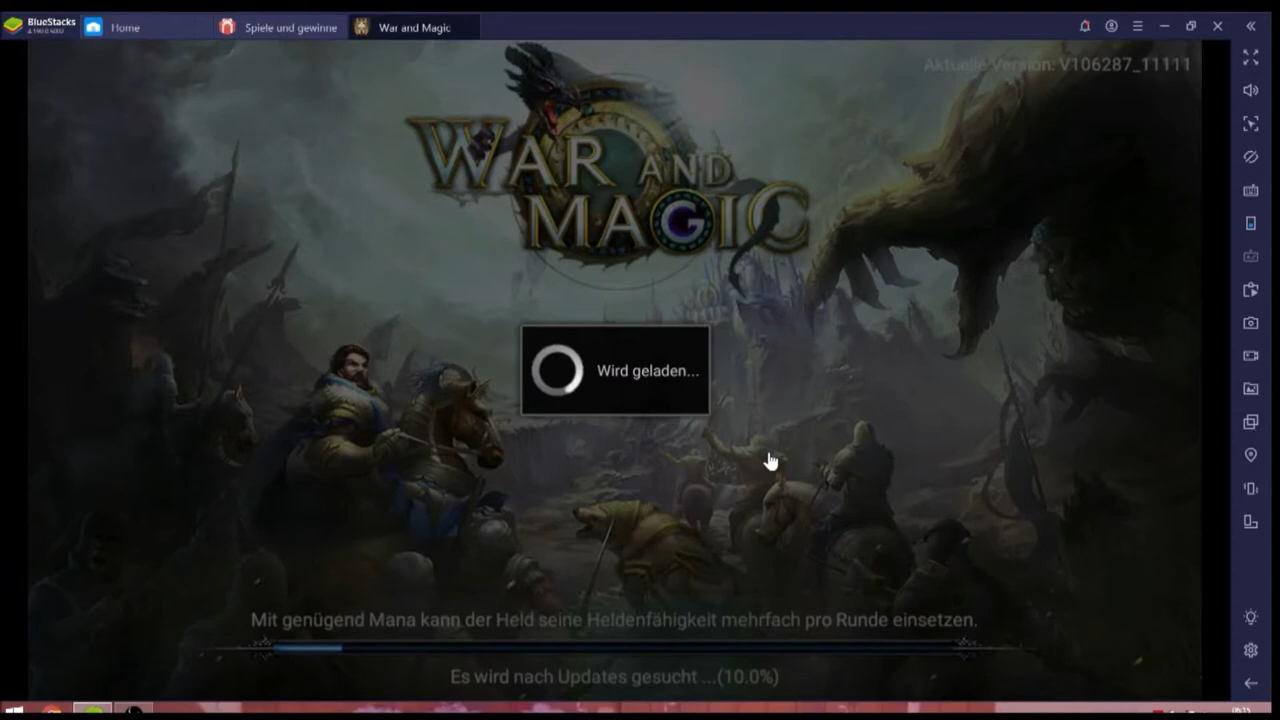 BlueStacks
Home
Spiele und gewinne
War and Magic
Aktuelle Version: V106287_11111
WAR AND
MAGIC
Wird geladen...
Mit genügend Mana kann der Held seine Heldenfähigkeit mehrfach pro Runde einsetzen.
Es wird nach Updates gesucht ...(10.0%)